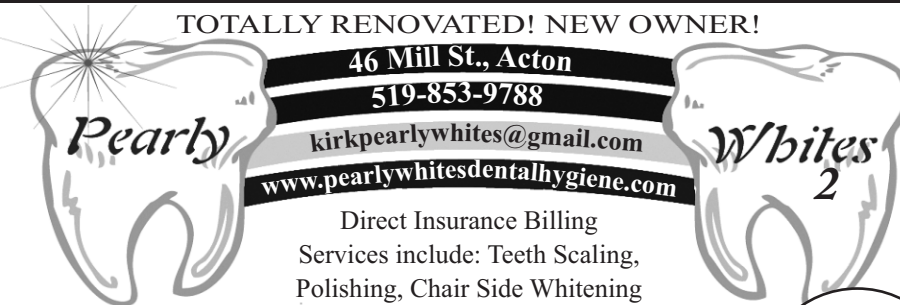 TOTALLY RENOVATED! NEW OWNER!
46 Mill St., Acton
519-853-9788
kirkpearlywhites@gmail.com
www.pearlywhitesdentalhygiene.com
Pearly
Whites
2
Direct Insurance Billing
Services include: Teeth Scaling,
Polishing, Chair Side Whitening